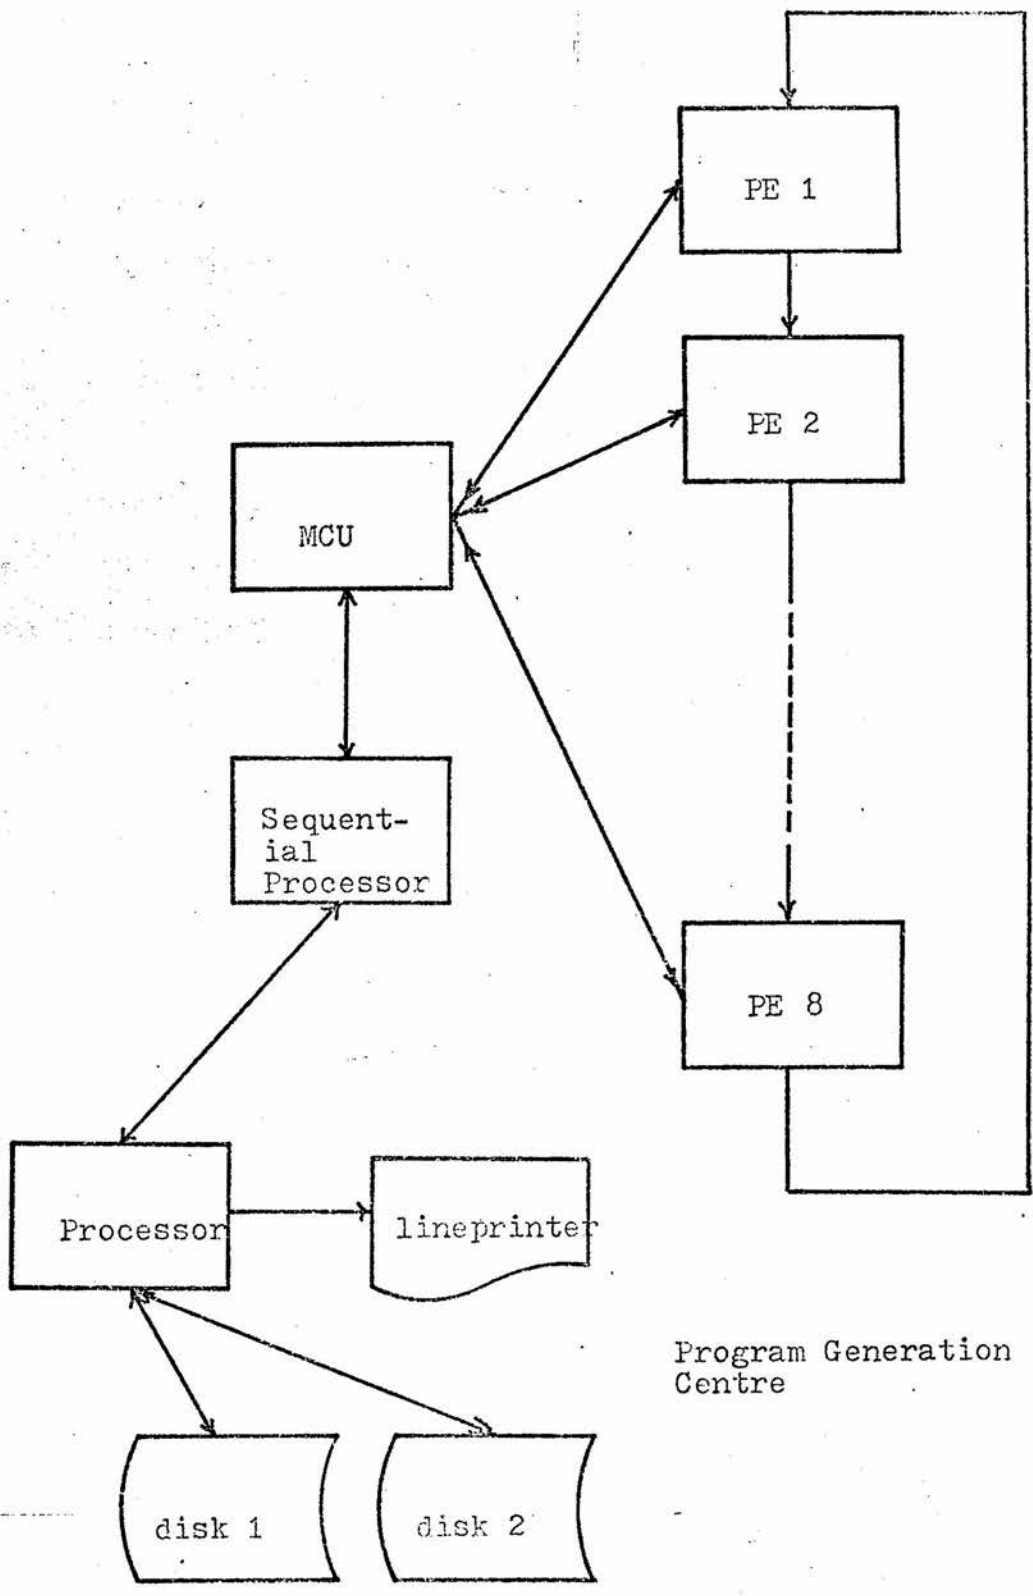 PE 1
PE 2
MCU
Sequent-
ial
Processor
PE 8
Processor
lineprinter
Program Generation
Centre
disk 1
disk 2